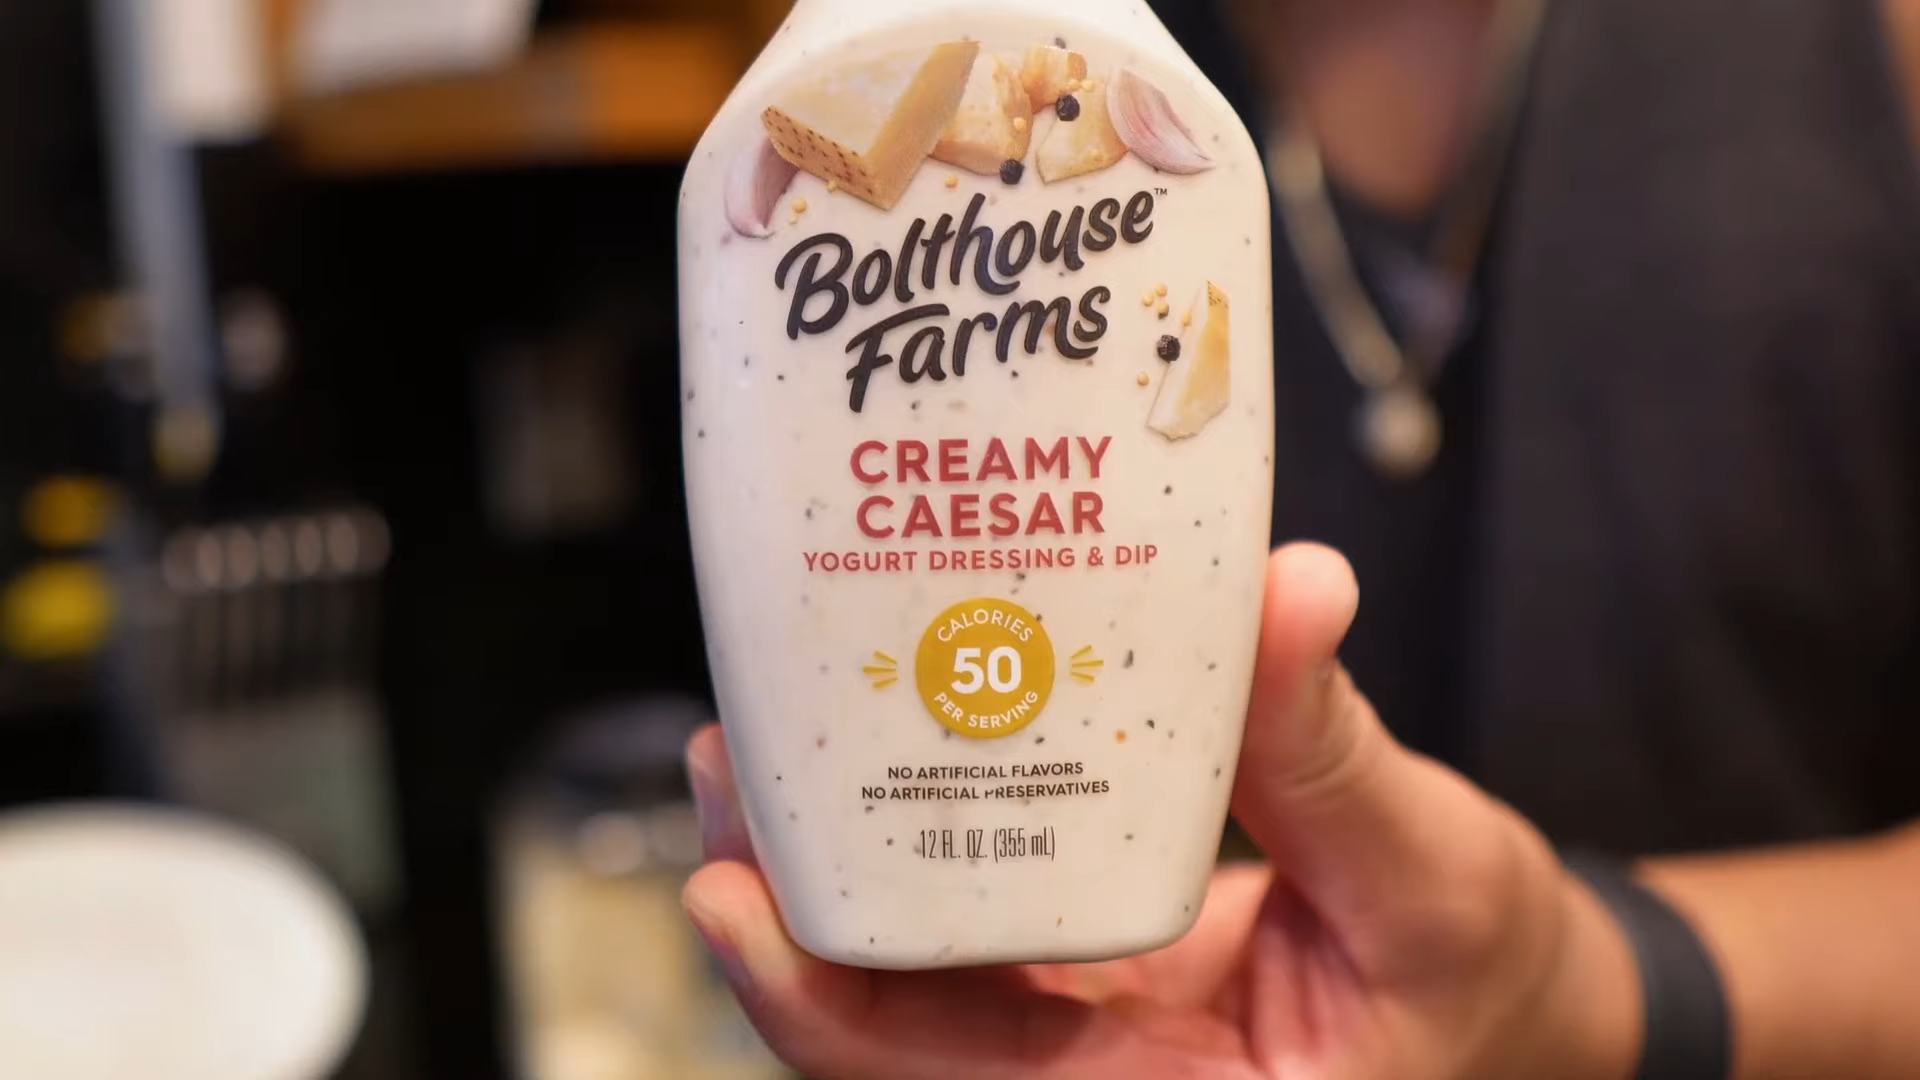 Bolthouse™
Farms
CREAMY
CAESAR
YOGURT DRESSING & DIP
CALORIES
50
PER SERVING
NO ARTIFICIAL FLAVORS
NO ARTIFICIAL PRESERVATIVES
12 FL. OZ. (355 mL)